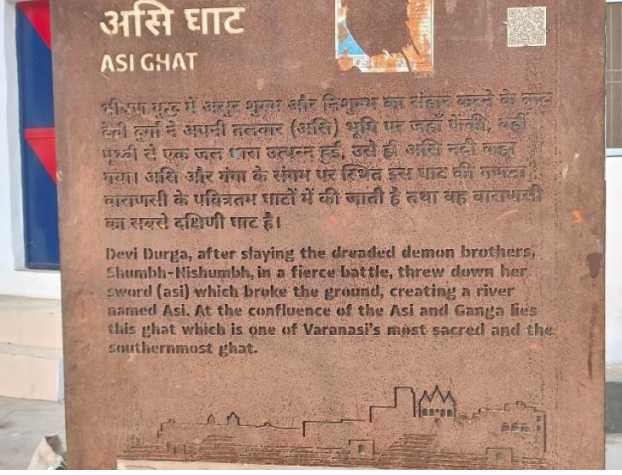 असि घाट
ASI GHAT
भीषण युद्ध में असुर शुम्भ और निशुम्भ का संहार करने के बाद
देवी दुर्गा ने अपनी तलवार (असि) भूमि पर जहाँ फेंकी, वहीं
पृथ्वी से एक जल धारा उत्पन्न हुई, उसे ही असि नदी कहा
गया। असि और गंगा के संगम पर स्थित इस घाट की गणना
वाराणसी के पवित्रतम घाटों में की जाती है तथा यह वाराणसी
का सबसे दक्षिणी घाट है।
Devi Durga, after slaying the dreaded demon brothers,
Shumbh-Nishumbh, in a fierce battle, threw down her
sword (asi) which broke the ground, creating a river
named Asi. At the confluence of the Asi and Ganga lies
this ghat which is one of Varanasi's most sacred and the
southernmost ghat.